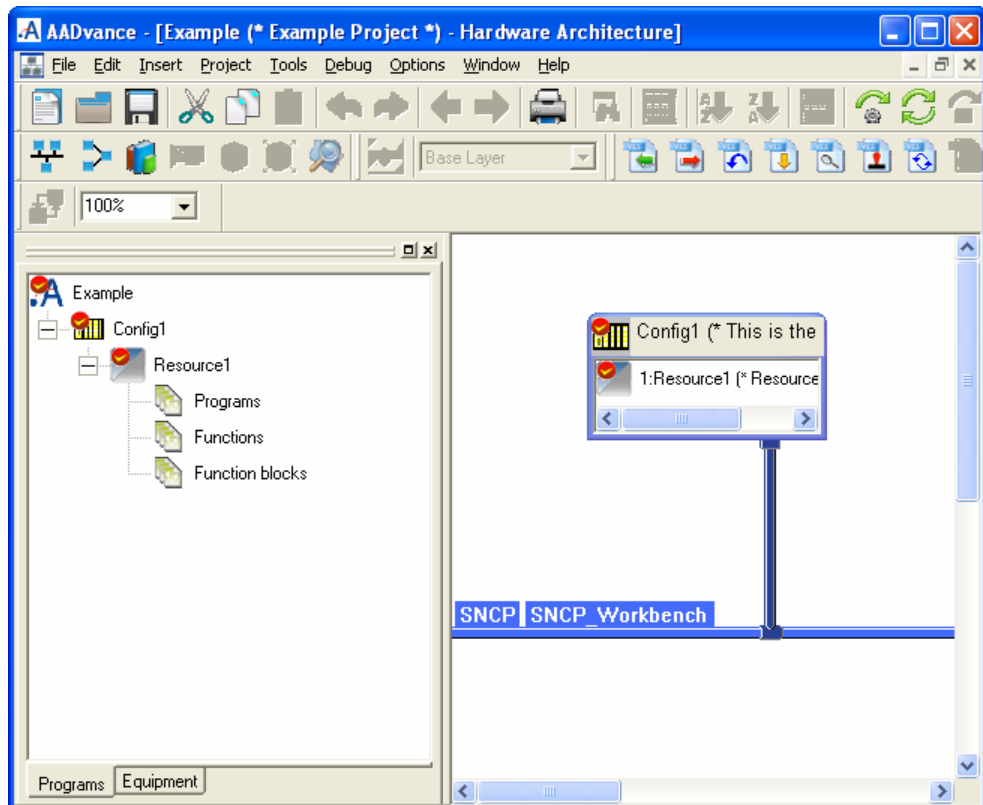 AADvance - [Example (* Example Project *) - Hardware Architecture]
File Edit Insert Project Tools Debug Options Window Help
Base Layer
100%
Example
Config1
Resource1
Programs
Functions
Function blocks
Config1 (* This is the
1:Resource1 (* Resource
SNCP SNCP_Workbench
Programs Equipment